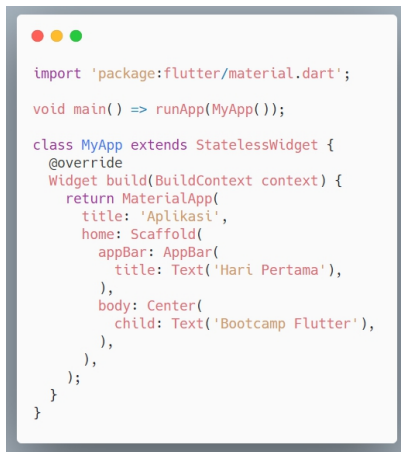 import 'package:flutter/material.dart';
void main() => runApp(MyApp());
class MyApp extends StatelessWidget {
@override
Widget build(BuildContext context) {
return MaterialApp(
title: 'Aplikasi',
home: Scaffold(
appBar: AppBar(
title: Text('Hari Pertama'),
),
body: Center(
child: Text('Bootcamp Flutter'),
),
),
);
}
}